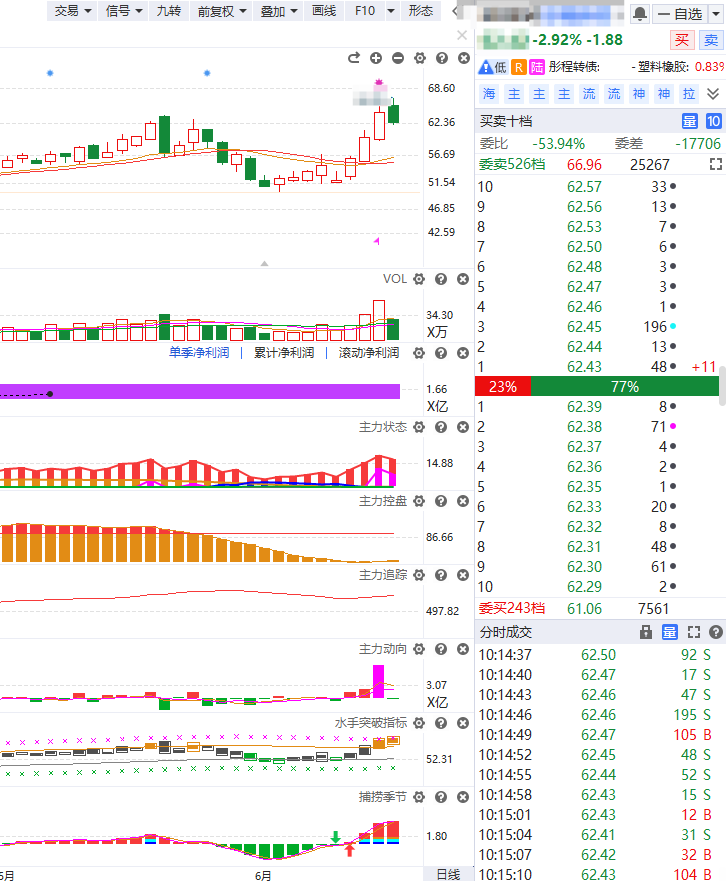 交易 信号 九转 前复权 叠加 画线 F10 形态
自选
-2.92% -1.88 买 卖
低 R 陆 彤程转债: - 塑料橡胶: 0.83%
海 主 主 主 流 流 神 神 拉
买卖十档 量 10
委比 -53.94% 委差 -17706
委卖526档 66.96 25267
10 62.57 33
9 62.56 13
8 62.53 7
7 62.50 6
6 62.48 3
5 62.47 3
4 62.46 1
3 62.45 196
2 62.44 13
1 62.43 48 +11
23% 77%
1 62.39 8
2 62.38 71
3 62.37 4
4 62.36 2
5 62.35 1
6 62.33 20
7 62.32 8
8 62.31 48
9 62.30 61
10 62.29 2
委买243档 61.06 7561
分时成交 量
10:14:37 62.50 92 S
10:14:40 62.47 17 S
10:14:43 62.46 47 S
10:14:46 62.46 195 S
10:14:49 62.47 105 B
10:14:52 62.45 48 S
10:14:55 62.44 52 S
10:14:58 62.43 15 S
10:15:01 62.43 12 B
10:15:04 62.41 31 S
10:15:07 62.42 32 B
10:15:10 62.43 104 B
68.60
62.36
56.69
51.54
46.85
42.59
VOL
34.30
X万
单季净利润 | 累计净利润 | 滚动净利润
1.66
X亿
主力状态
14.88
主力控盘
86.66
主力追踪
497.82
主力动向
3.07
X亿
水手突破指标
52.31
捕捞季节
1.80
5月 6月 日线